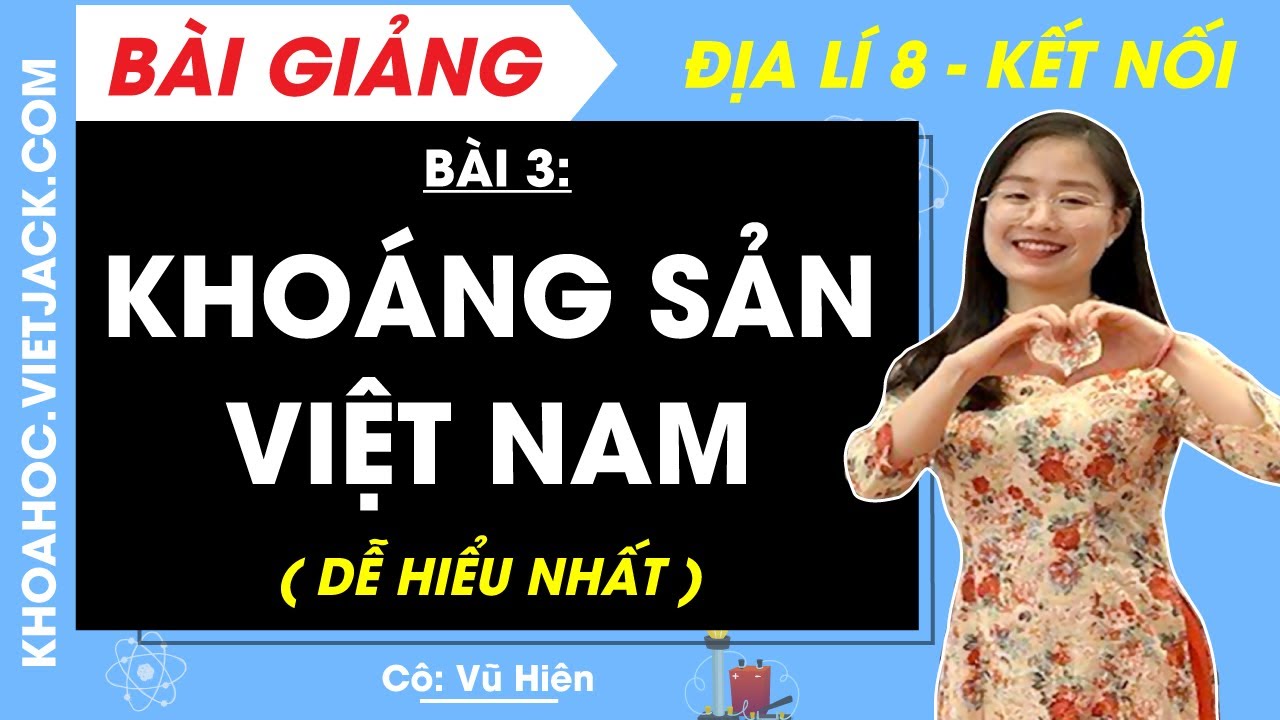 BÀI GIẢNG
ĐỊA LÍ 8 - KẾT NỐI
KHOAHOC.VIETJACK.COM
BÀI 3:
KHOÁNG SẢN
VIỆT NAM
( DỄ HIỂU NHẤT )
Cô: Vũ Hiên